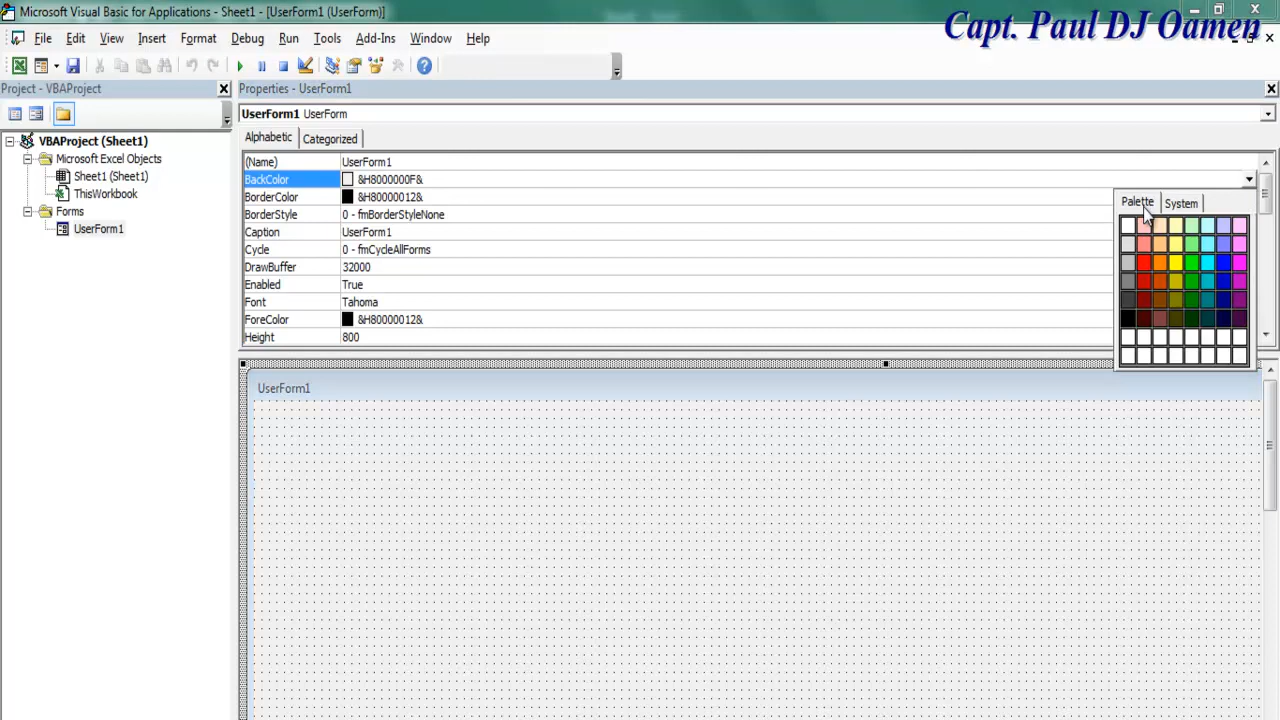 Microsoft Visual Basic for Applications - Sheet1 - [UserForm1 (UserForm)]
Capt. Paul DJ Oamen
File Edit View Insert Format Debug Run Tools Add-Ins Window Help
Project - VBAProject
Properties - UserForm1
UserForm1 UserForm
Alphabetic Categorized
VBAProject (Sheet1)
Microsoft Excel Objects
Sheet1 (Sheet1)
ThisWorkbook
Forms
UserForm1
(Name) UserForm1
BackColor &H8000000F&
BorderColor &H80000012&
BorderStyle 0 - fmBorderStyleNone
Caption UserForm1
Cycle 0 - fmCycleAllForms
DrawBuffer 32000
Enabled True
Font Tahoma
ForeColor &H80000012&
Height 800
Palette System
UserForm1